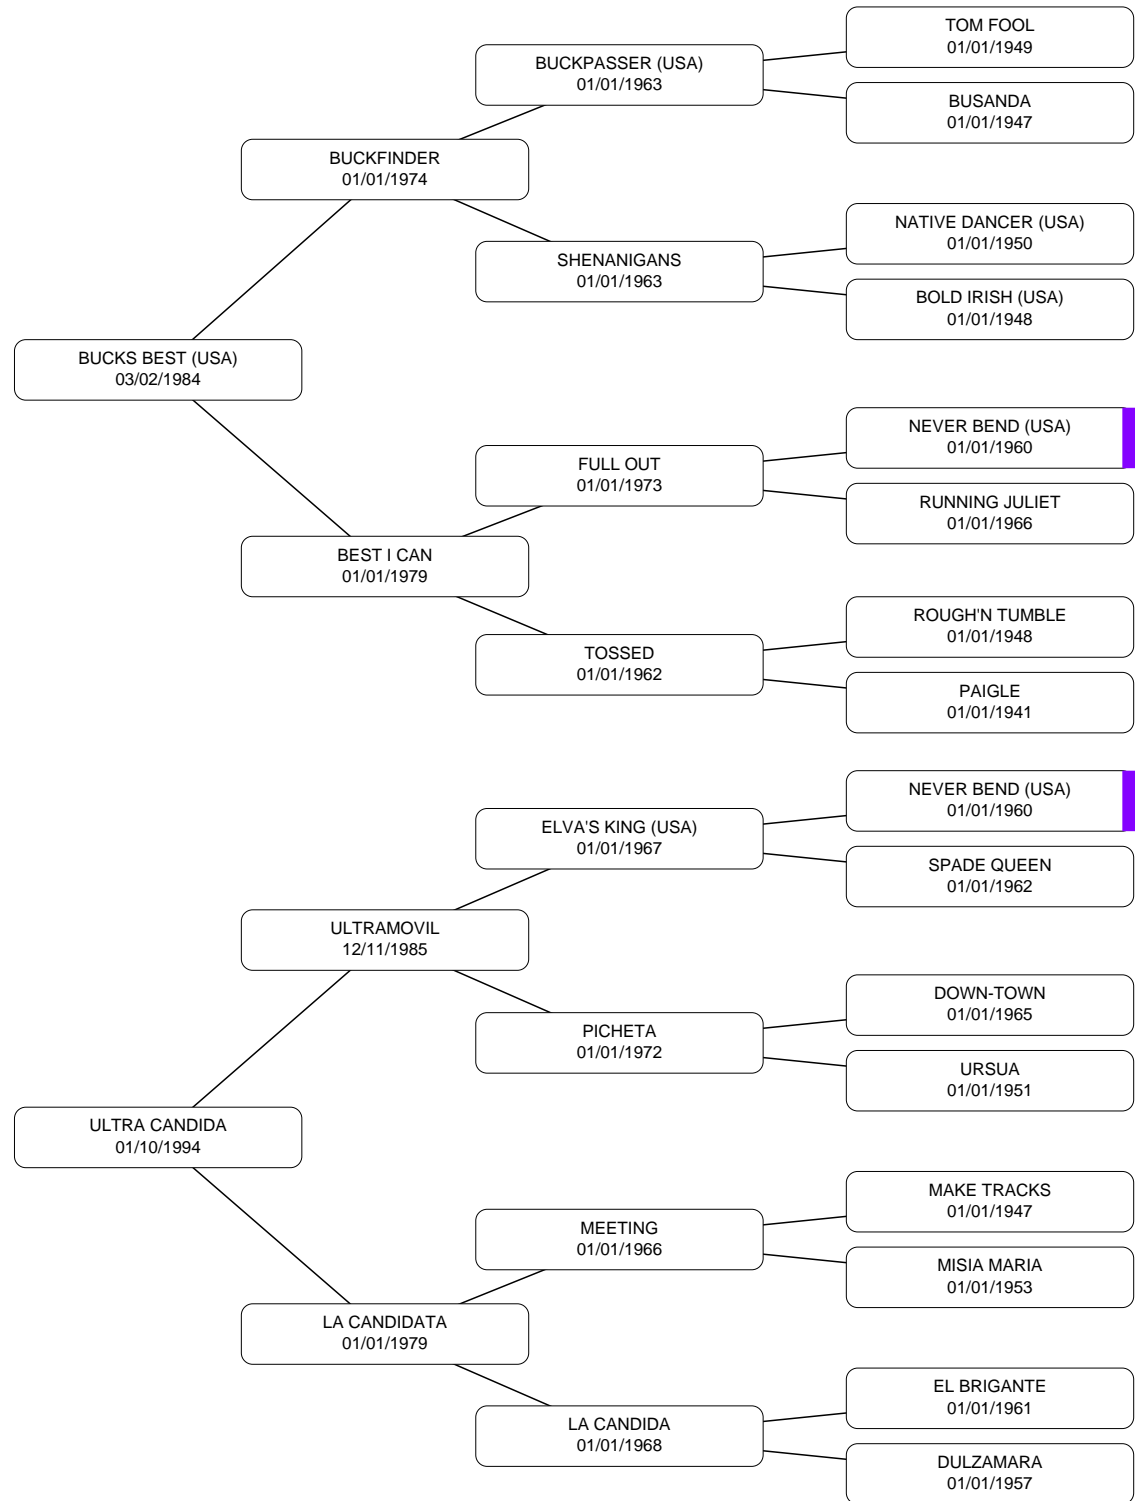 TOM FOOL
01/01/1949
BUCKPASSER (USA)
01/01/1963
BUSANDA
01/01/1947
BUCKFINDER
01/01/1974
NATIVE DANCER (USA)
01/01/1950
SHENANIGANS
01/01/1963
BOLD IRISH (USA)
01/01/1948
BUCKS BEST (USA)
03/02/1984
NEVER BEND (USA)
01/01/1960
FULL OUT
01/01/1973
RUNNING JULIET
01/01/1966
BEST I CAN
01/01/1979
ROUGH'N TUMBLE
01/01/1948
TOSSED
01/01/1962
PAIGLE
01/01/1941
NEVER BEND (USA)
01/01/1960
ELVA'S KING (USA)
01/01/1967
SPADE QUEEN
01/01/1962
ULTRAMOVIL
12/11/1985
DOWN-TOWN
01/01/1965
PICHETA
01/01/1972
URSUA
01/01/1951
ULTRA CANDIDA
01/10/1994
MAKE TRACKS
01/01/1947
MEETING
01/01/1966
MISIA MARIA
01/01/1953
LA CANDIDATA
01/01/1979
EL BRIGANTE
01/01/1961
LA CANDIDA
01/01/1968
DULZAMARA
01/01/1957